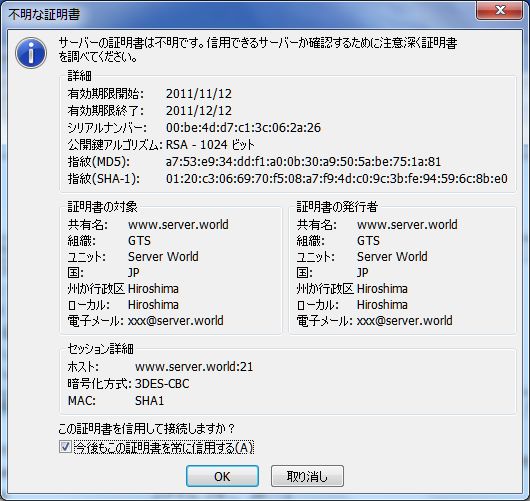 不明な証明書
サーバーの証明書は不明です。信用できるサーバーか確認するために注意深く証明書
を調べてください。
詳細
有効期限開始: 2011/11/12
有効期限終了: 2011/12/12
シリアルナンバー: 00:be:4d:d7:c1:3c:06:2a:26
公開鍵アルゴリズム: RSA - 1024 ビット
指紋(MD5): a7:53:e9:34:dd:f1:a0:0b:30:a9:50:5a:be:75:1a:81
指紋(SHA-1): 01:20:c3:06:69:70:f5:08:a7:f9:4d:c0:9c:3b:fe:94:59:6c:8b:e0
証明書の対象
共有名: www.server.world
組織: GTS
ユニット: Server World
国: JP
州か行政区 Hiroshima
ローカル: Hiroshima
電子メール: xxx@server.world
証明書の発行者
共有名: www.server.world
組織: GTS
ユニット: Server World
国: JP
州か行政区 Hiroshima
ローカル: Hiroshima
電子メール: xxx@server.world
セッション詳細
ホスト: www.server.world:21
暗号化方式: 3DES-CBC
MAC: SHA1
この証明書を信用して接続しますか?
今後もこの証明書を常に信用する(A)
OK
取り消し